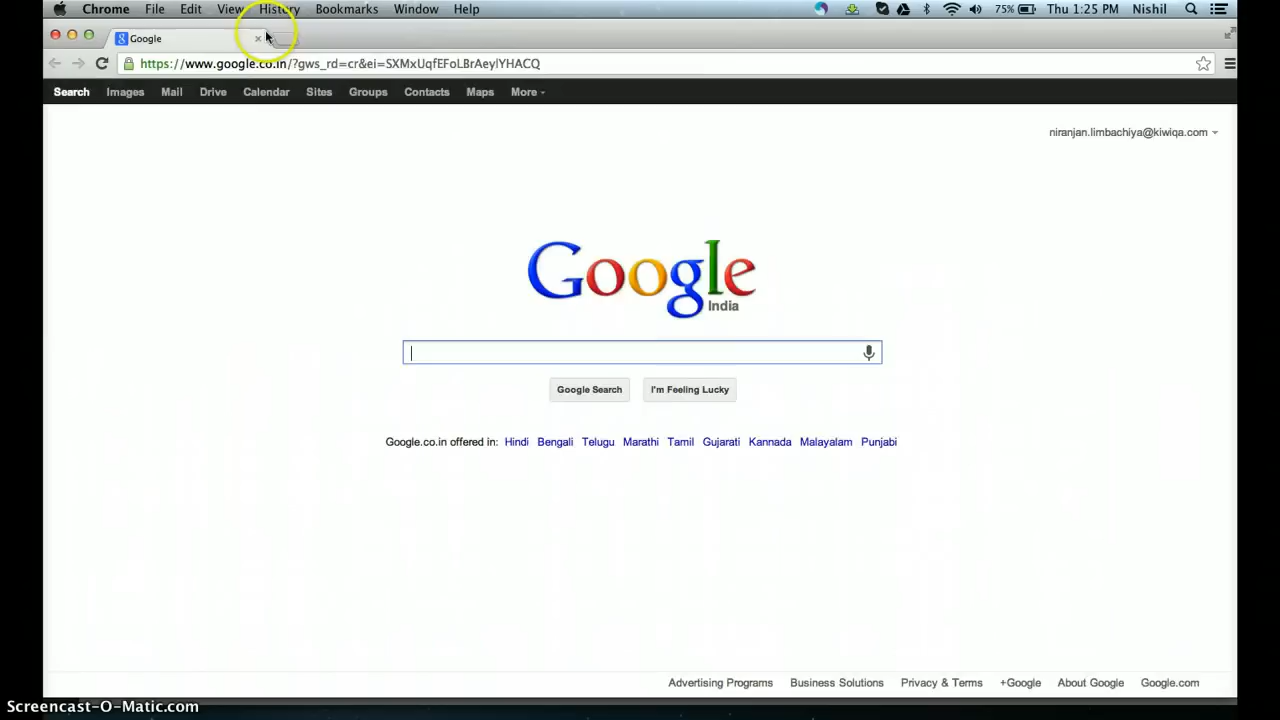 Chrome File Edit View History Bookmarks Window Help 75% Thu 1:25 PM Nishil
Google
https://www.google.co.in/?gws_rd=cr&ei=SXMxUqfEFoLBrAeylYHACQ
Search Images Mail Drive Calendar Sites Groups Contacts Maps More
niranjan.limbachiya@kiwiqa.com
Google
India
Google Search I'm Feeling Lucky
Google.co.in offered in: Hindi Bengali Telugu Marathi Tamil Gujarati Kannada Malayalam Punjabi
Advertising Programs Business Solutions Privacy & Terms +Google About Google Google.com
Screencast-O-Matic.com